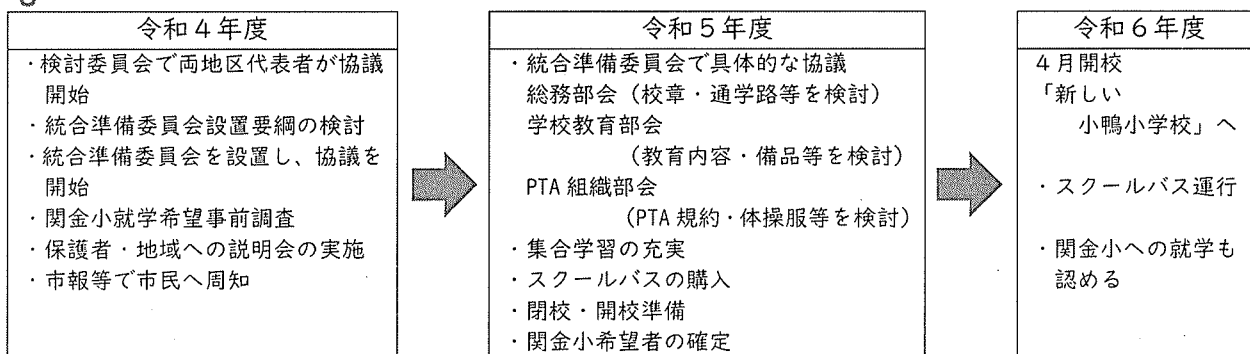 令和４年度
・検討委員会で両地区代表者が協議
開始
・統合準備委員会設置要綱の検討
・統合準備委員会を設置し、協議を
開始
・関金小就学希望事前調査
・保護者・地域への説明会の実施
・市報等で市民へ周知
令和５年度
・統合準備委員会で具体的な協議
総務部会（校章・通学路等を検討）
学校教育部会
（教育内容・備品等を検討）
PTA 組織部会
（PTA 規約・体操服等を検討）
・集合学習の充実
・スクールバスの購入
・閉校・開校準備
・関金小希望者の確定
令和６年度
４月開校
「新しい
小鴨小学校」へ
・スクールバス運行
・関金小への就学も
認める